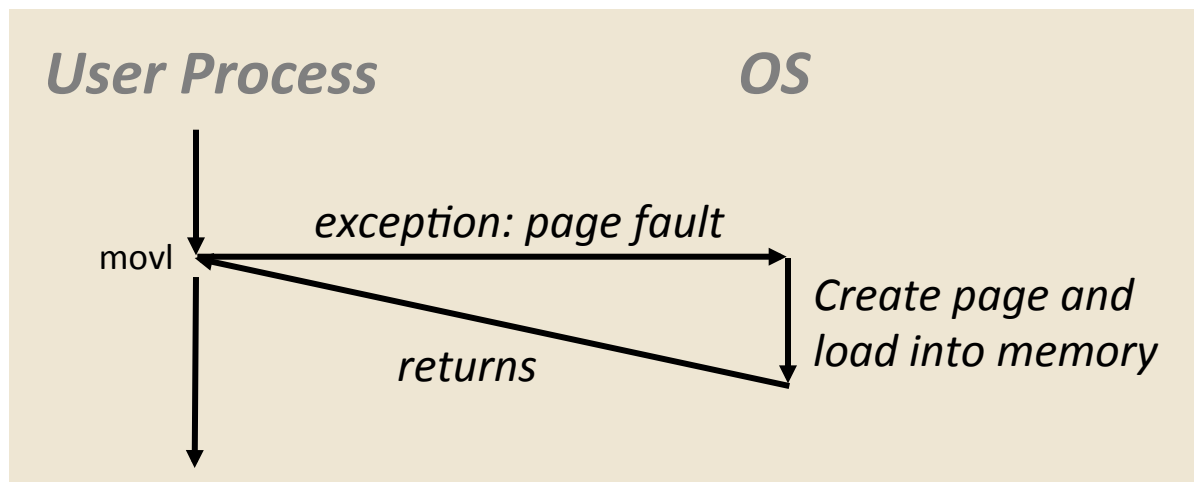 User Process
OS
exception: page fault
movl
Create page and
load into memory
returns